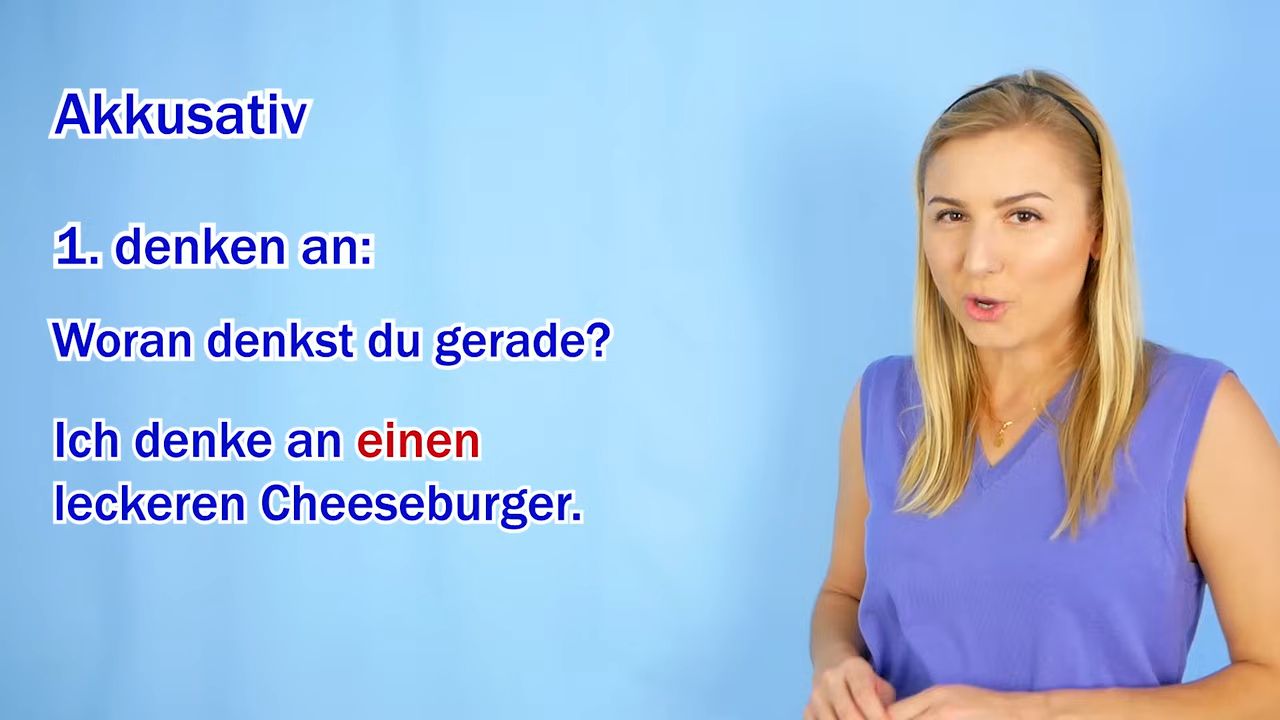 Akkusativ
1. denken an:
Woran denkst du gerade?
Ich denke an einen
leckeren Cheeseburger.